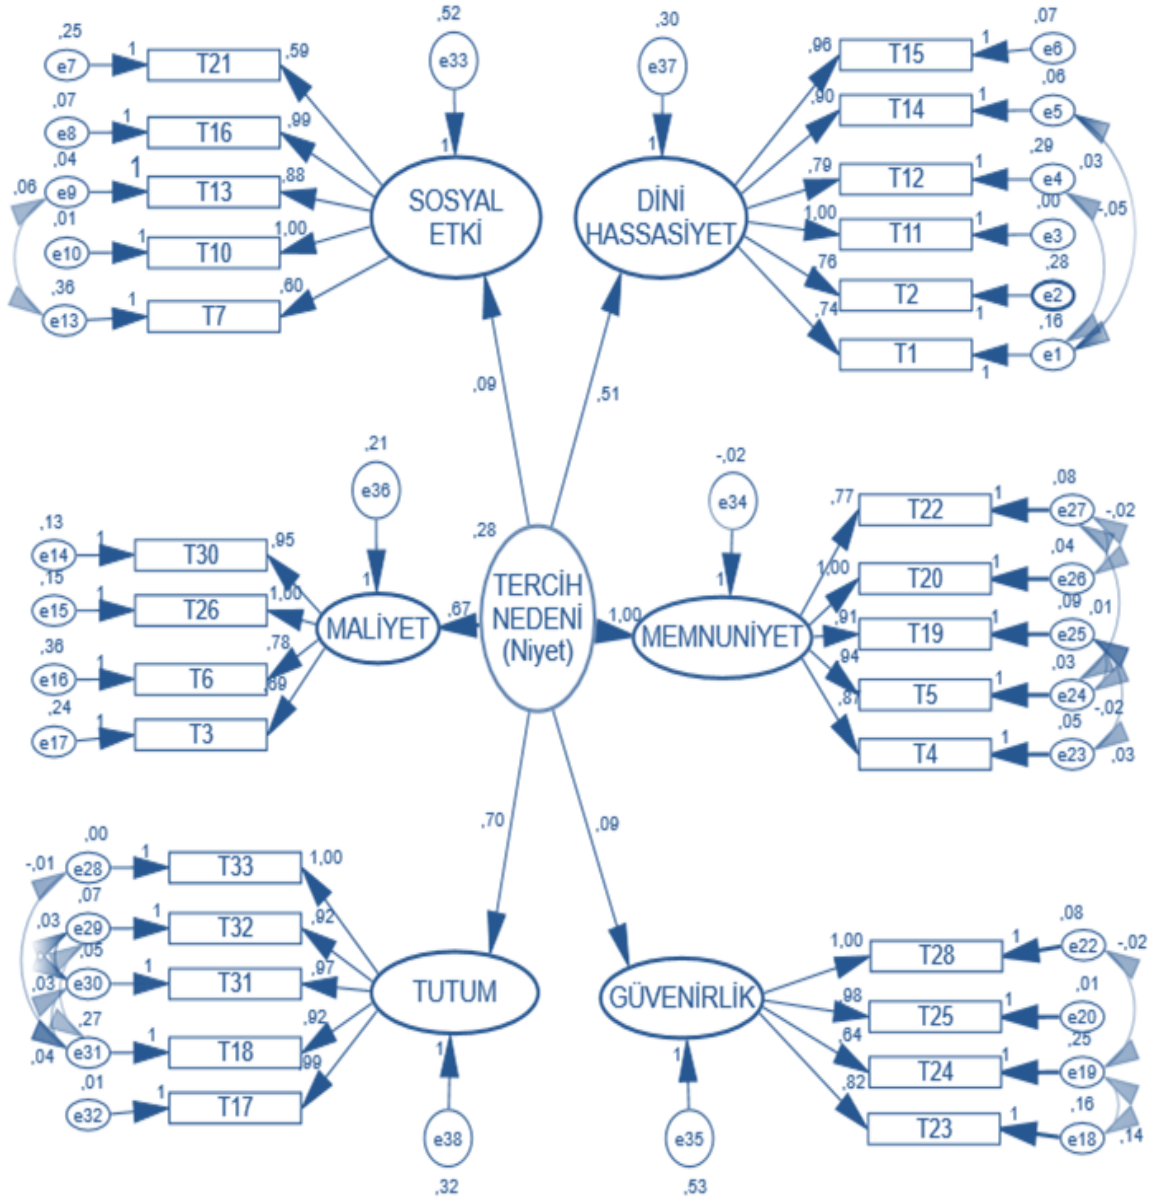 ,25
e7
1
T21
,59
,07
e8
1
T16
,99
,04
,06
e9
1
T13
,88
,01
e10
1
T10
1,00
,36
e13
1
T7
,60
,52
e33
1
SOSYAL
ETKİ
,09
,30
e37
1
DİNİ
HASSASİYET
,51
,96
T15
1
,07
e6
,90
T14
1
,06
e5
,79
T12
1
,29
e4
,03
-,05
1,00
T11
1
,00
e3
,76
T2
1
,28
e2
,74
T1
1
,16
e1
,21
e36
1
MALİYET
,67
,13
e14
1
T30
,95
,15
e15
1
T26
1,00
,36
e16
1
T6
,78
,24
e17
1
T3
,69
,28
TERCİH
NEDENİ
(Niyet)
-,02
e34
1
1,00
MEMNUNİYET
,77
T22
1
,08
e27
-,02
1,00
T20
1
,04
e26
,91
T19
1
,09
e25
,01
,94
T5
1
,03
e24
-,02
,87
T4
1
,05
e23
,03
,70
,09
,00
-,01
e28
1
T33
1,00
,07
,03
e29
1
T32
,92
,05
,03
e30
1
T31
,97
,27
,04
e31
1
T18
,92
,01
e32
1
T17
,99
TUTUM
1
e38
,32
GÜVENİRLİK
1
e35
,53
1,00
T28
1
,08
e22
-,02
,98
T25
1
,01
e20
,64
T24
1
,25
e19
,82
T23
1
,16
e18
,14